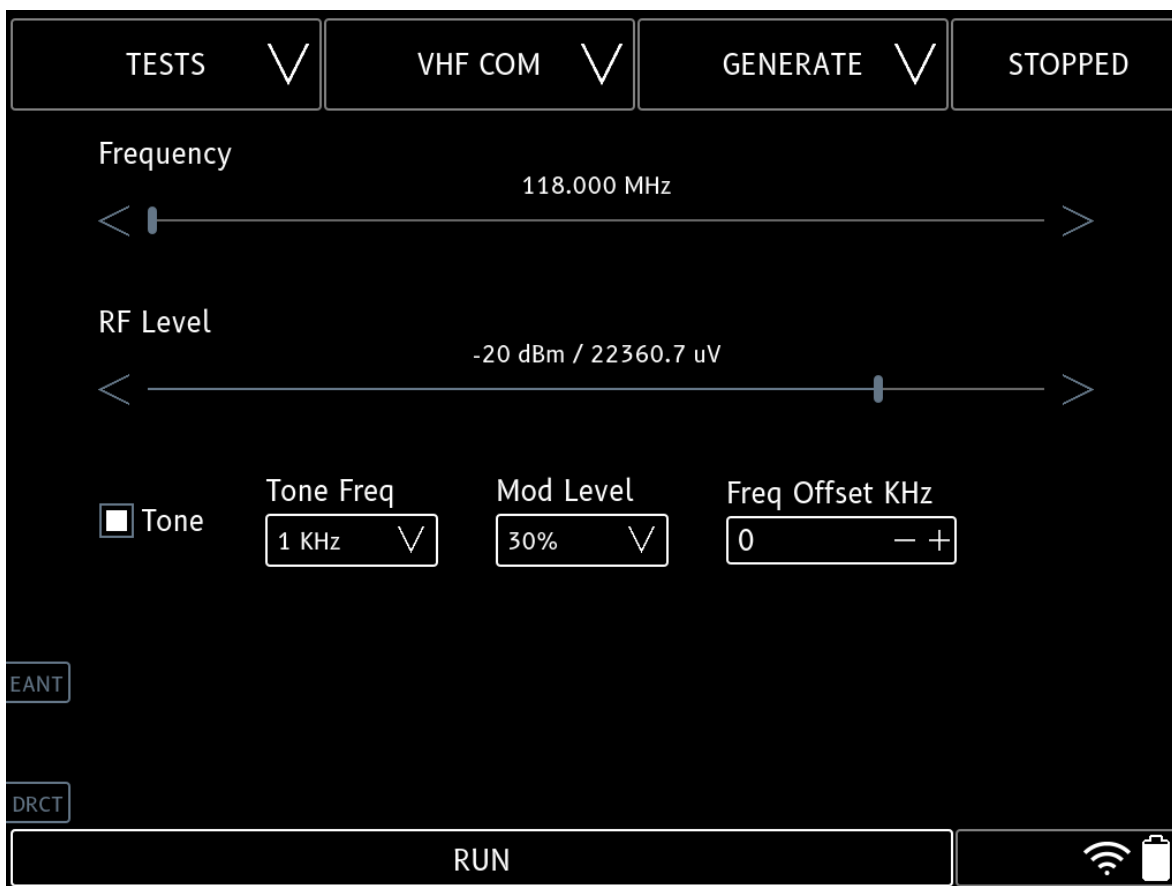 TESTS VHF COM GENERATE STOPPED
Frequency
118.000 MHz
RF Level
-20 dBm / 22360.7 uV
Tone
Tone Freq
1 KHz
Mod Level
30%
Freq Offset KHz
0
EANT
DRCT
RUN